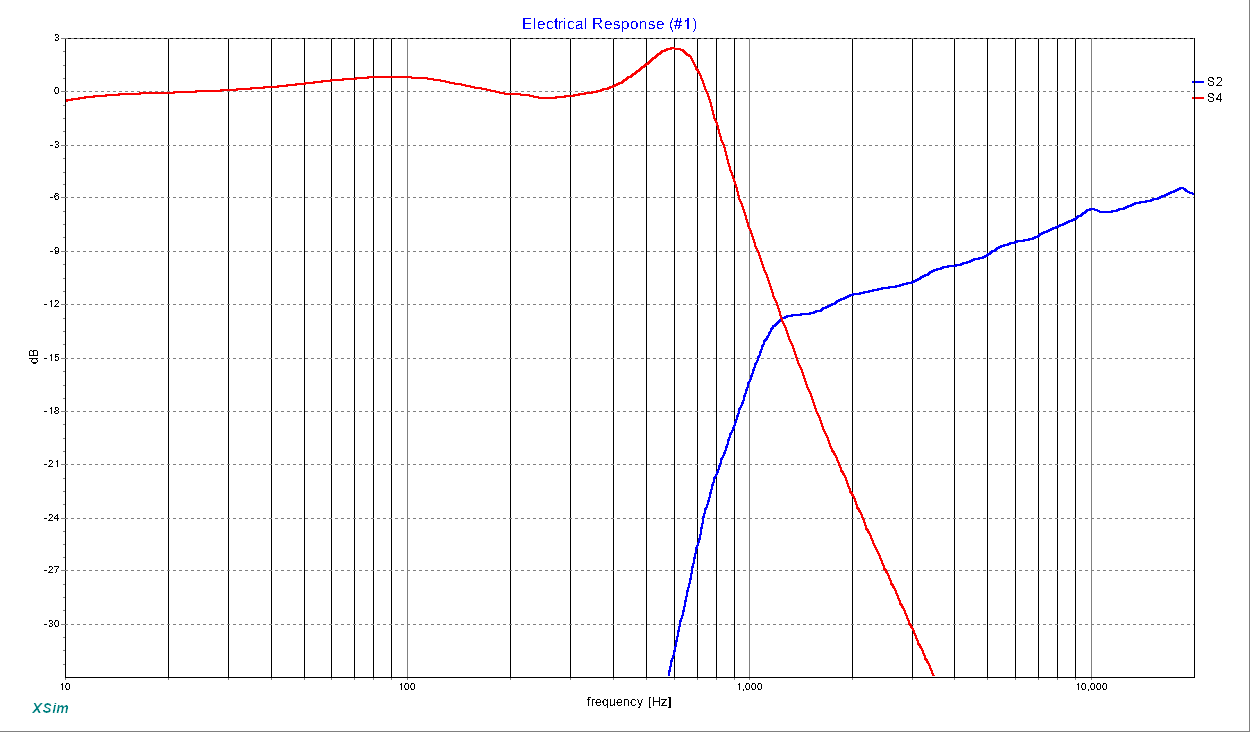 Electrical Response (#1)
3
0
-3
-6
-9
-12
-15
-18
-21
-24
-27
-30
dB
S2
S4
10
100
1,000
10,000
frequency [Hz]
XSim